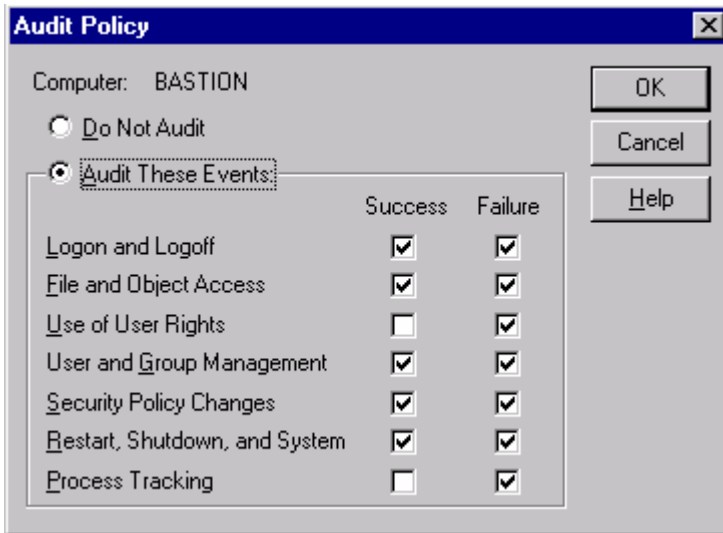 Audit Policy
Computer: BASTION
OK
Do Not Audit
Cancel
Audit These Events:
Help
Success Failure
Logon and Logoff
File and Object Access
Use of User Rights
User and Group Management
Security Policy Changes
Restart, Shutdown, and System
Process Tracking